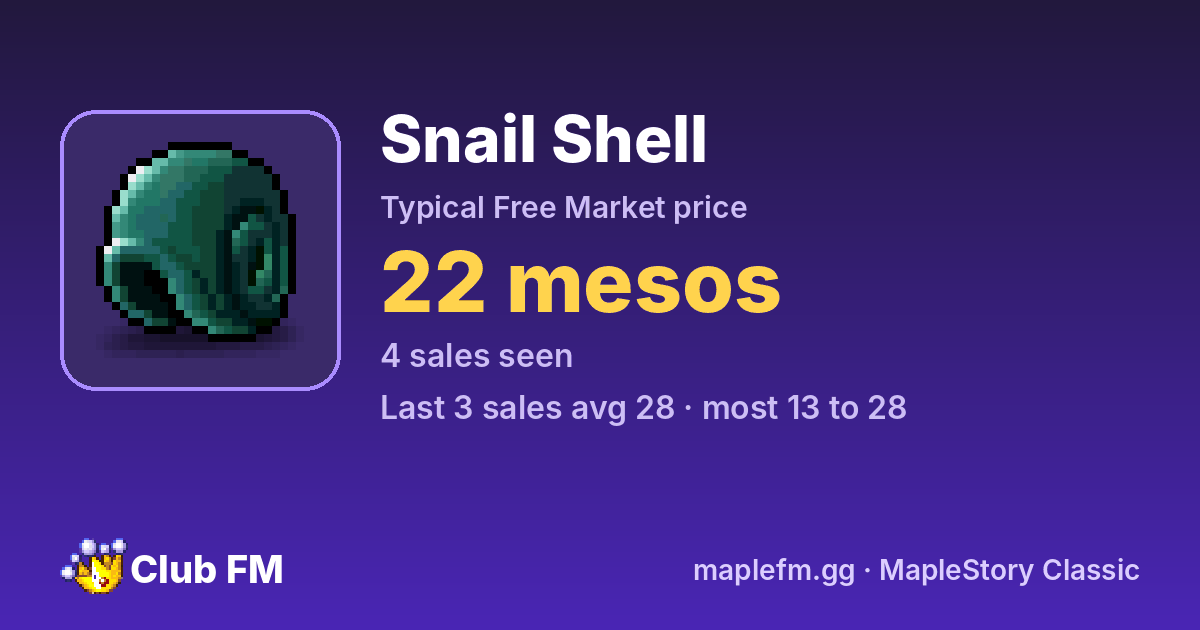 Snail Shell
Typical Free Market price
22 mesos
4 sales seen
Last 3 sales avg 28 · most 13 to 28
Club FM
maplefm.gg · MapleStory Classic